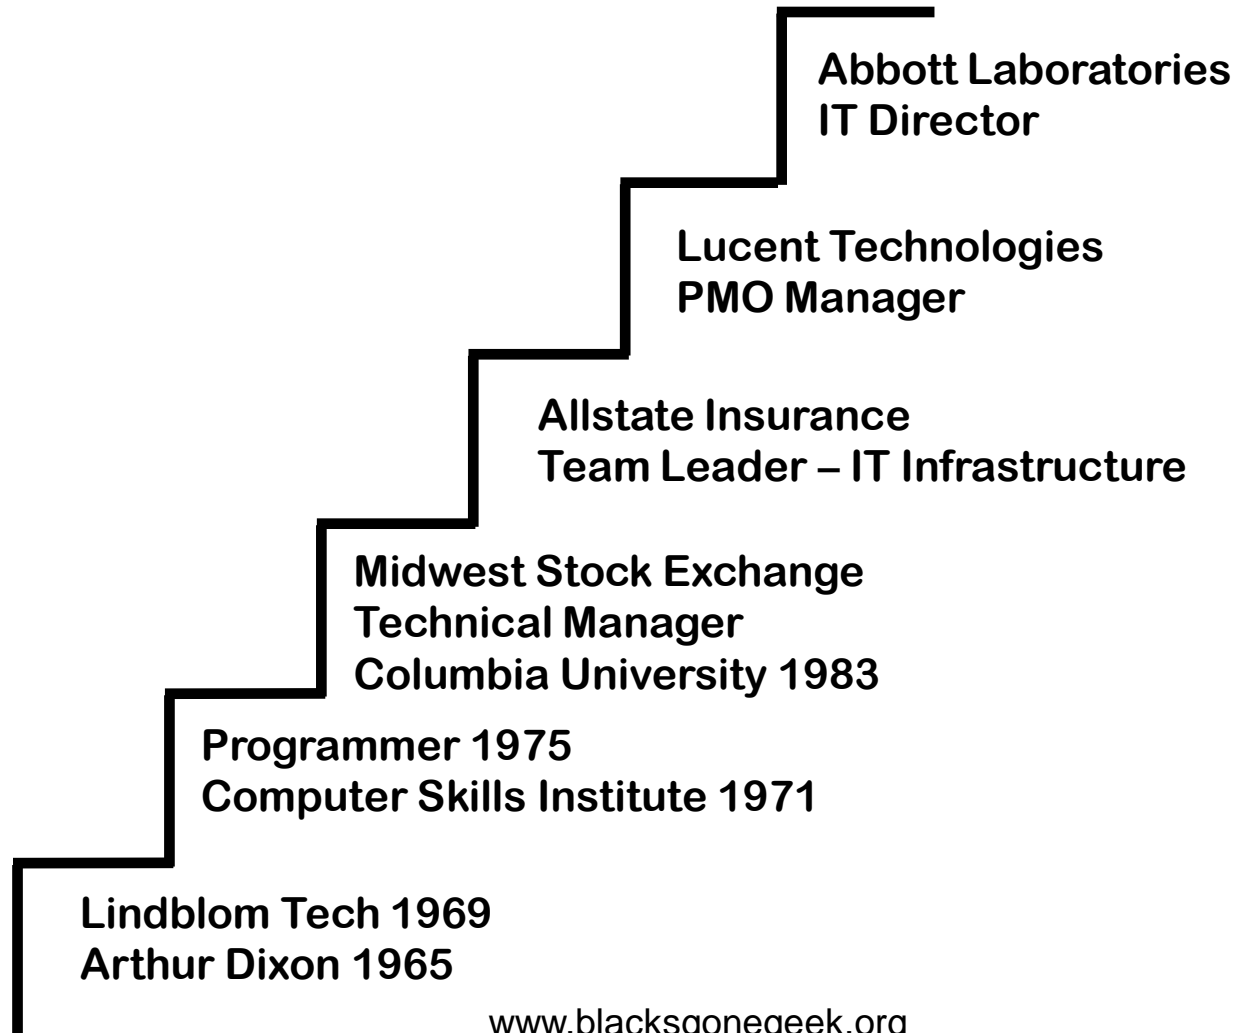 Abbott Laboratories
IT Director
Lucent Technologies
PMO Manager
Allstate Insurance
Team Leader – IT Infrastructure
Midwest Stock Exchange
Technical Manager
Columbia University 1983
Programmer 1975
Computer Skills Institute 1971
Lindblom Tech 1969
Arthur Dixon 1965
www.blacksgonegeek.org